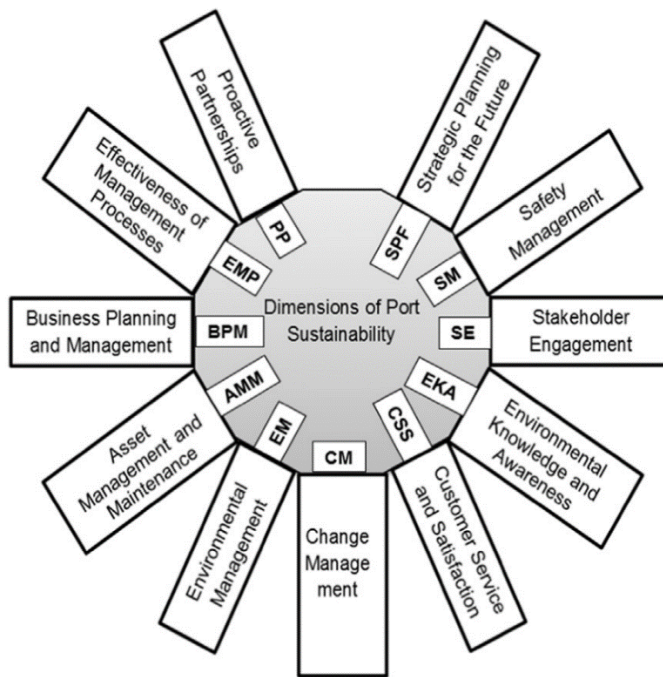 Proactive
Partnerships
PP
Strategic Planning
for the Future
SPF
Effectiveness of
Management
Processes
EMP
Safety
Management
SM
Dimensions of Port
Sustainability
Business Planning
and Management
BPM
Stakeholder
Engagement
SE
Asset
Management and
Maintenance
AMM
Environmental
Knowledge and
Awareness
EKA
Environmental
Management
EM
Change
Manage
ment
CM
Customer Service
and Satisfaction
CSS